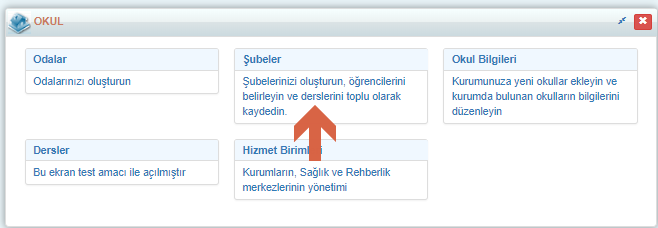 OKUL
Odalar
Odalarınızı oluşturun
Şubeler
Şubelerinizi oluşturun, öğrencilerini
belirleyin ve derslerini toplu olarak
kaydedin.
Okul Bilgileri
Kurumunuza yeni okullar ekleyin ve
kurumda bulunan okulların bilgilerini
düzenleyin
Dersler
Bu ekran test amacı ile açılmıştır
Hizmet Birimleri
Kurumların, Sağlık ve Rehberlik
merkezlerinin yönetimi